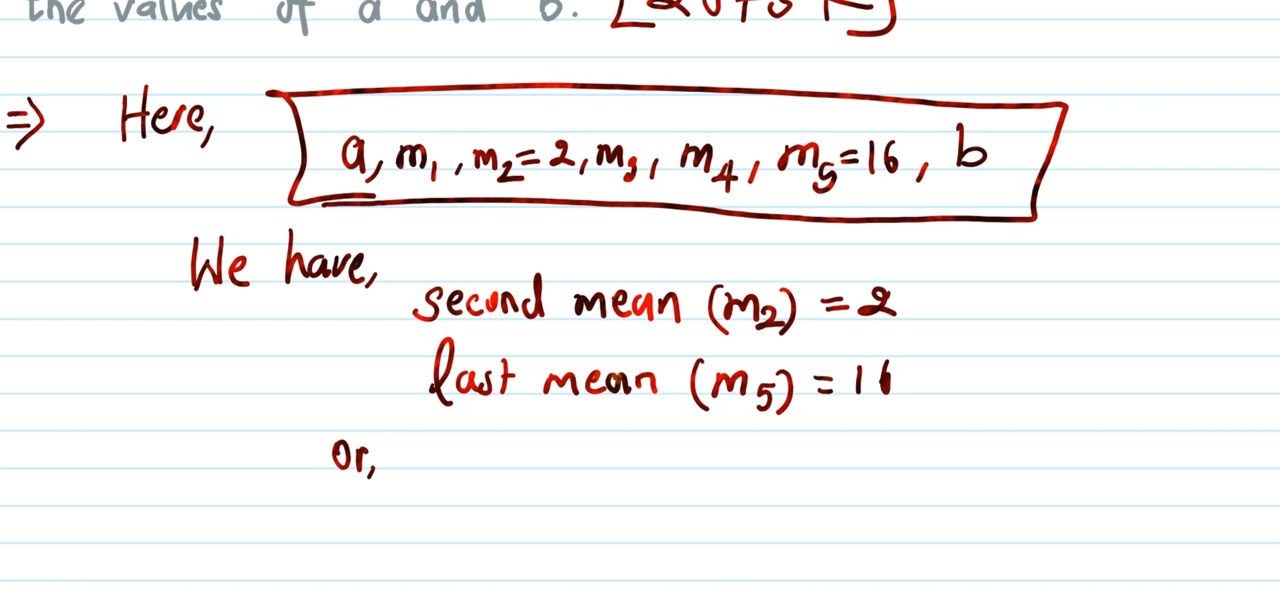 the values of a and b.
⇒ Here, a, m₁, m₂=2, m₃, m₄, m₅=16, b
We have,
second mean (m₂) = 2
last mean (m₅) = 16
or,